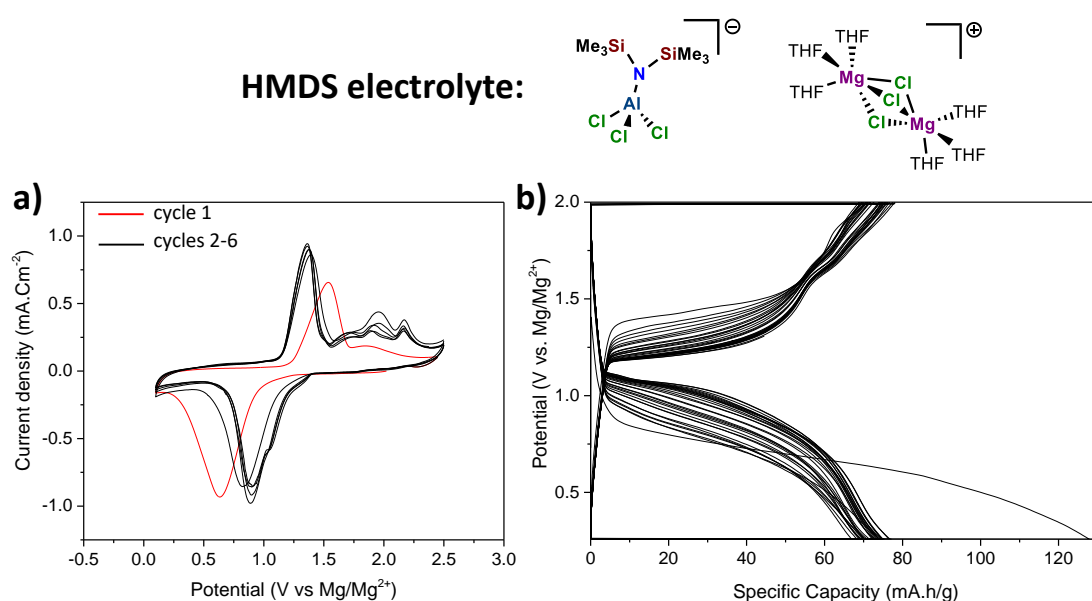 HMDS electrolyte:
Me₃Si
SiMe₃
N
Al
Cl
Cl
Cl
⊖
THF
THF
THF
Mg
Cl
Cl
Cl
Mg
THF
THF
THF
⊕
a)
cycle 1
cycles 2-6
1.0
0.5
0.0
-0.5
-1.0
Current density (mA.Cm⁻²)
-0.5 0.0 0.5 1.0 1.5 2.0 2.5 3.0
Potential (V vs Mg/Mg²⁺)
b)
2.0
1.5
1.0
0.5
Potential (V vs. Mg/Mg²⁺)
0 20 40 60 80 100 120
Specific Capacity (mA.h/g)